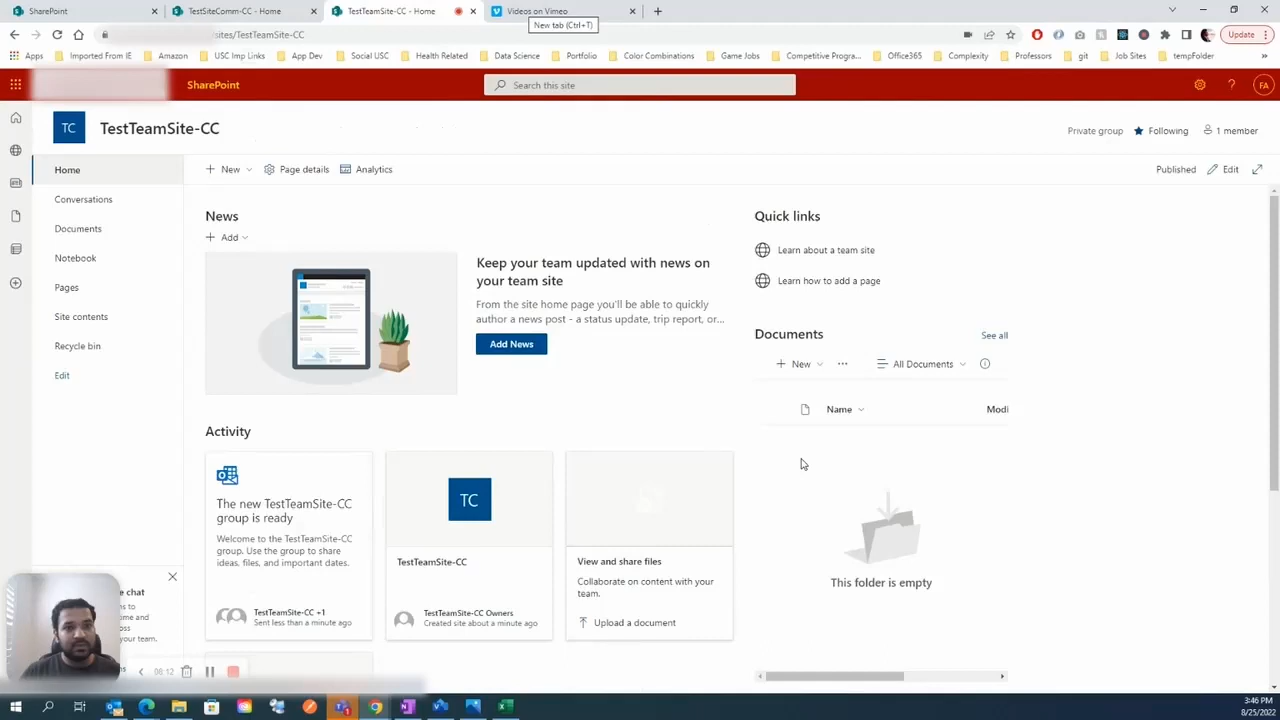 SharePoint
TestSiteComm-CC - Home
TestTeamSite-CC - Home
Videos on Vimeo
New tab (Ctrl+T)
/sites/TestTeamSite-CC
Update
Apps
Imported From IE
Amazon
USC Imp Links
App Dev
Social USC
Health Related
Data Science
Portfolio
Color Combinations
Game Jobs
Competitive Progra...
Office365
Complexity
Professors
git
Job Sites
tempFolder
SharePoint
Search this site
FA
TC
TestTeamSite-CC
Private group
Following
1 member
Home
New
Page details
Analytics
Published
Edit
Conversations
Documents
Notebook
Pages
Site contents
Recycle bin
Edit
News
Add
Keep your team updated with news on
your team site
From the site home page you'll be able to quickly
author a news post - a status update, trip report, or...
Add News
Quick links
Learn about a team site
Learn how to add a page
Documents
See all
New
All Documents
Name
Modi
This folder is empty
Activity
The new TestTeamSite-CC
group is ready
Welcome to the TestTeamSite-CC
group. Use the group to share
ideas, files, and important dates.
TestTeamSite-CC +1
Sent less than a minute ago
TC
TestTeamSite-CC
TestTeamSite-CC Owners
Created site about a minute ago
View and share files
Collaborate on content with your
team.
Upload a document
e chat
ns to
ome and
oss
your team.
ms
3:46 PM
8/25/2022